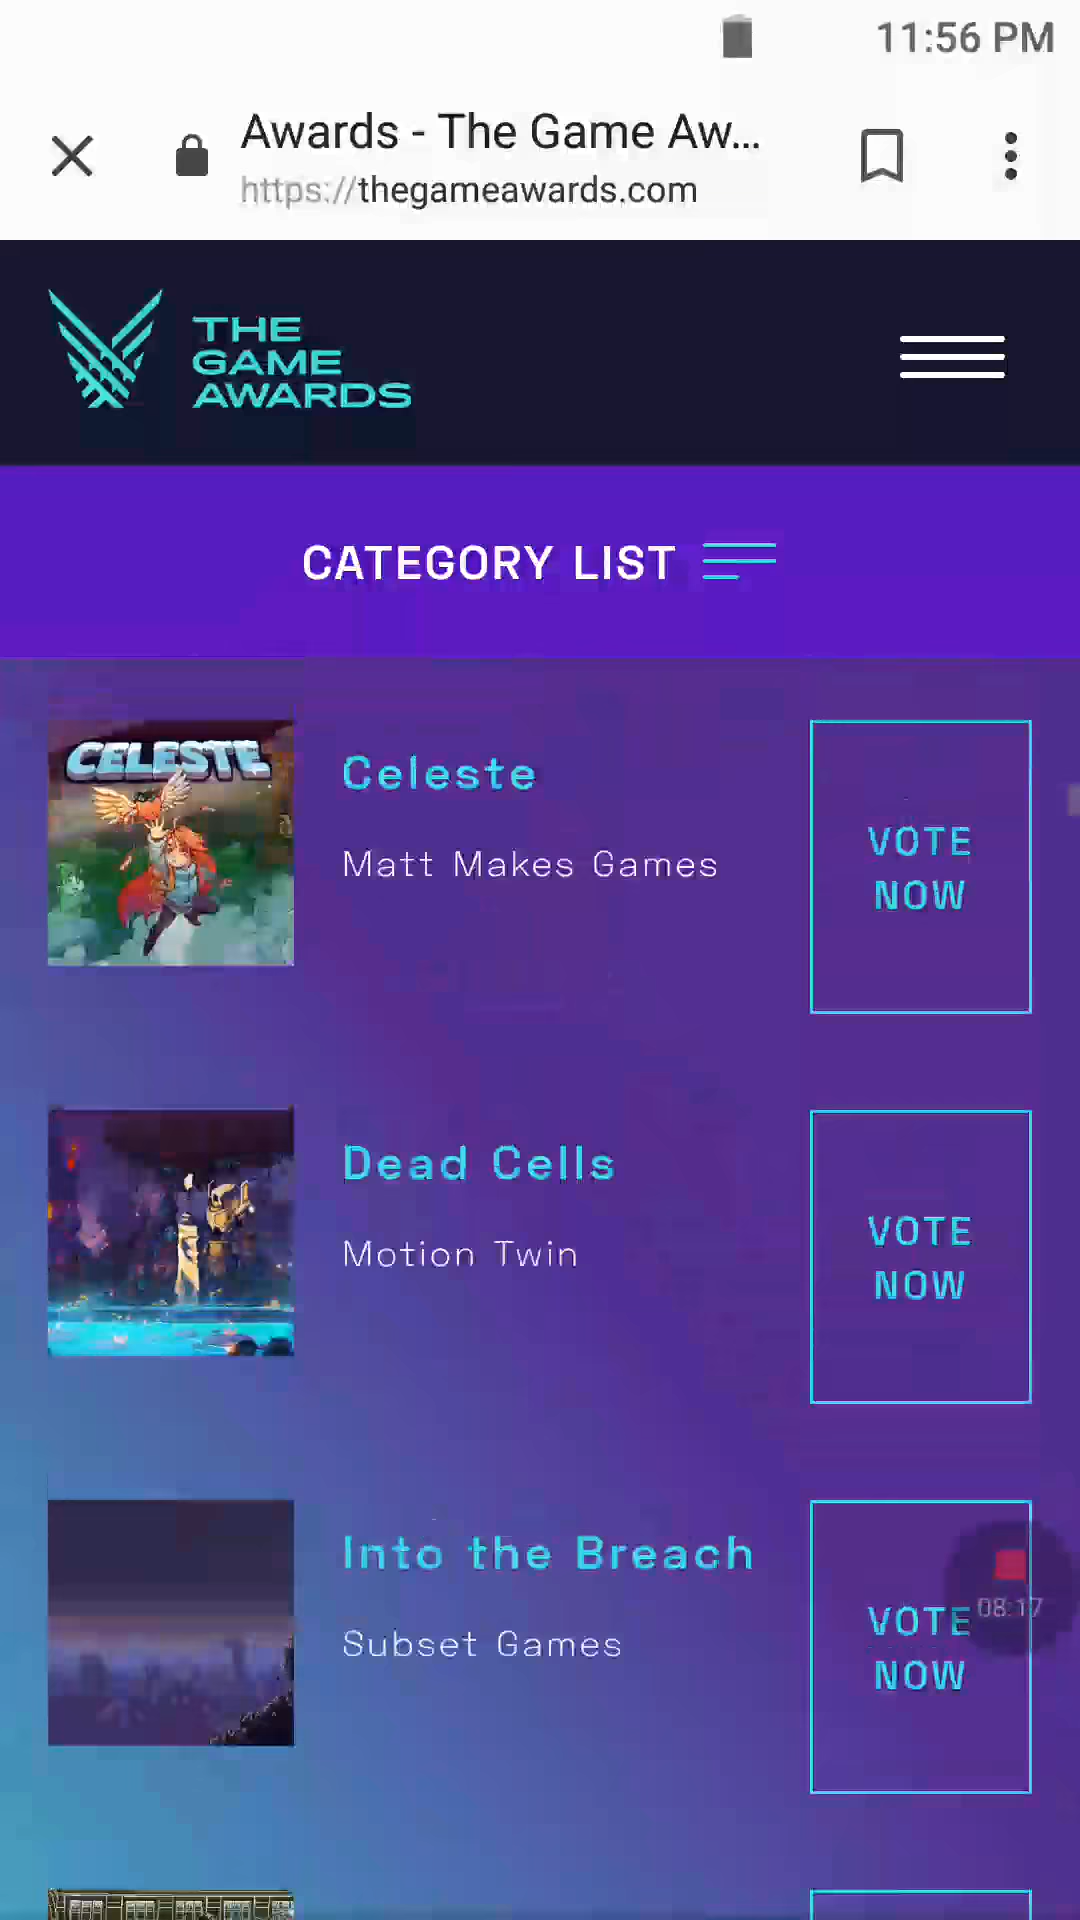 11:56 PM
Awards - The Game Aw...
https://thegameawards.com
THE
GAME
AWARDS
CATEGORY LIST
CELESTE
Celeste
Matt Makes Games
VOTE
NOW
Dead Cells
Motion Twin
VOTE
NOW
Into the Breach
Subset Games
VOTE
NOW
08:17